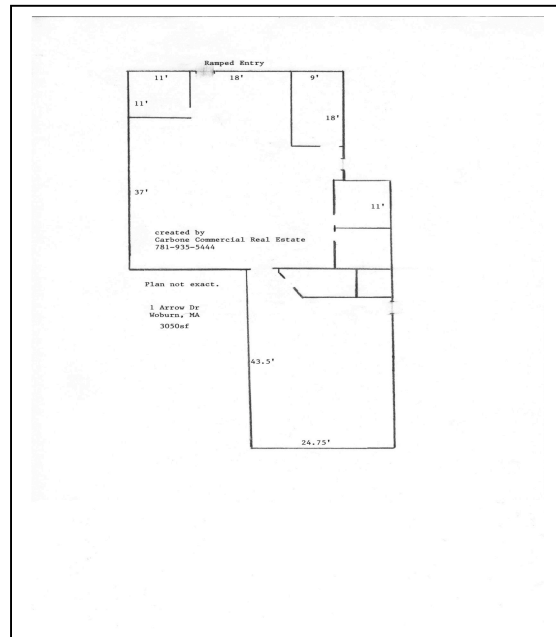 Ramped Entry
11' 18' 9'
11'
18'
37'
11'
created by
Carbone Commercial Real Estate
781-935-5444
Plan not exact.
1 Arrow Dr
Woburn, MA
3050sf
43.5'
24.75'